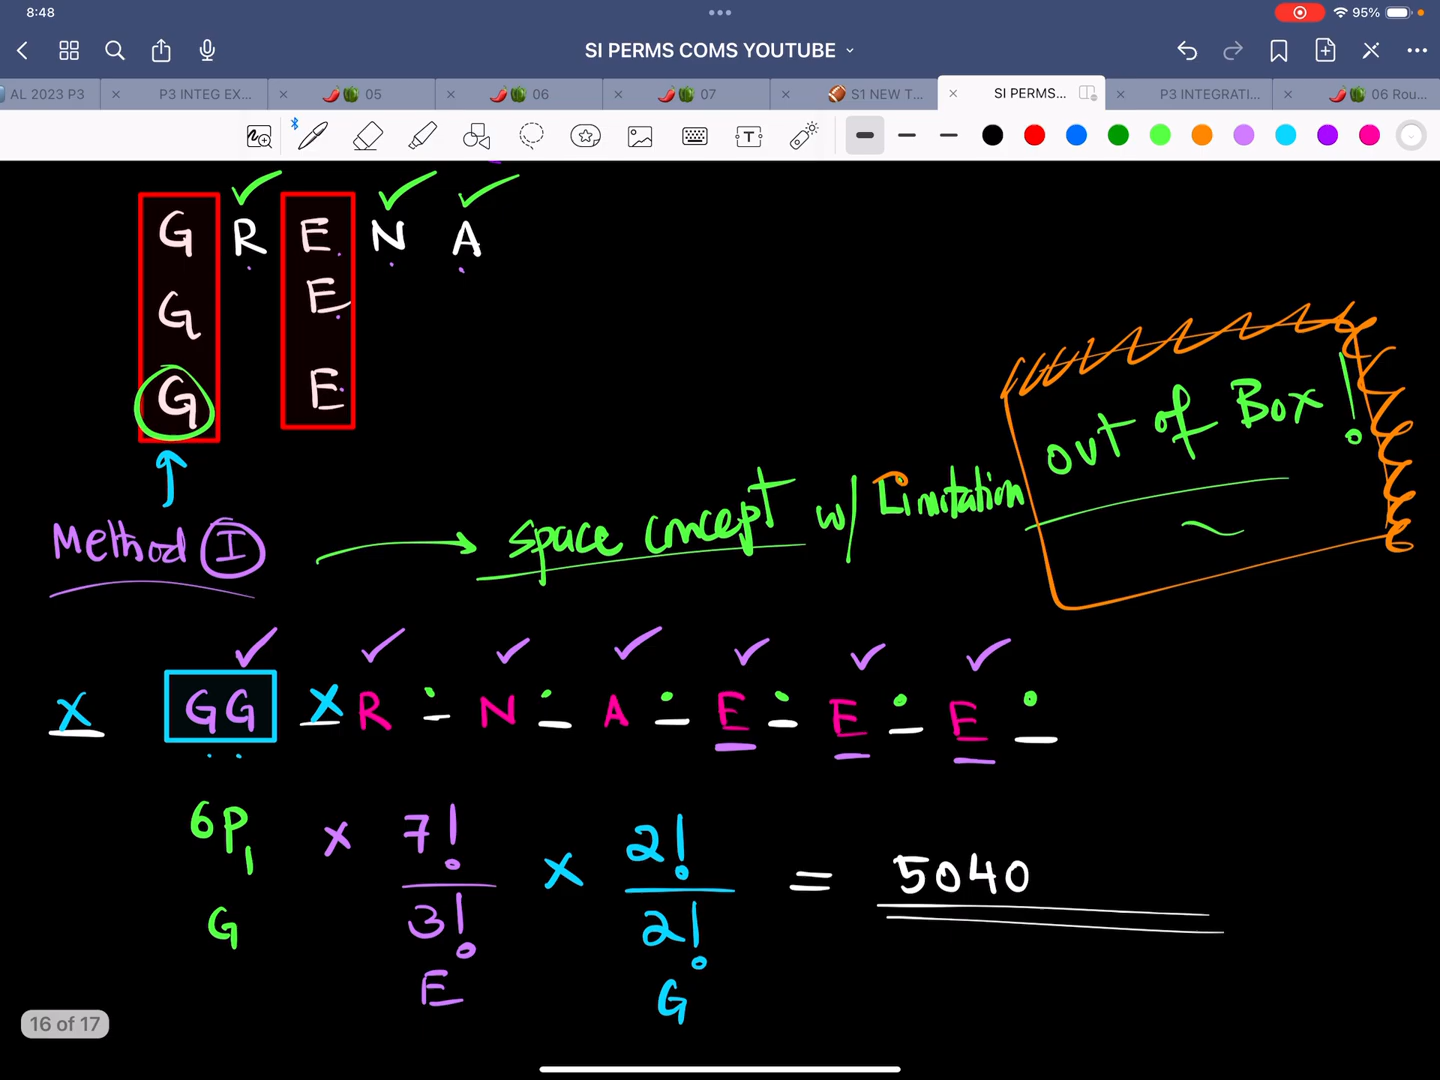 8:48
95%
SI PERMS COMS YOUTUBE
AL 2023 P3
P3 INTEG EX...
05
06
07
S1 NEW T...
SI PERMS...
P3 INTEGRATI...
06 Rou...
G R E N A
G E
G E
out of Box !
Method I → space concept w/ Limitation
X GG X R N A E E E
6P1 × 7!/3! × 2!/2! = 5040
G E G
16 of 17